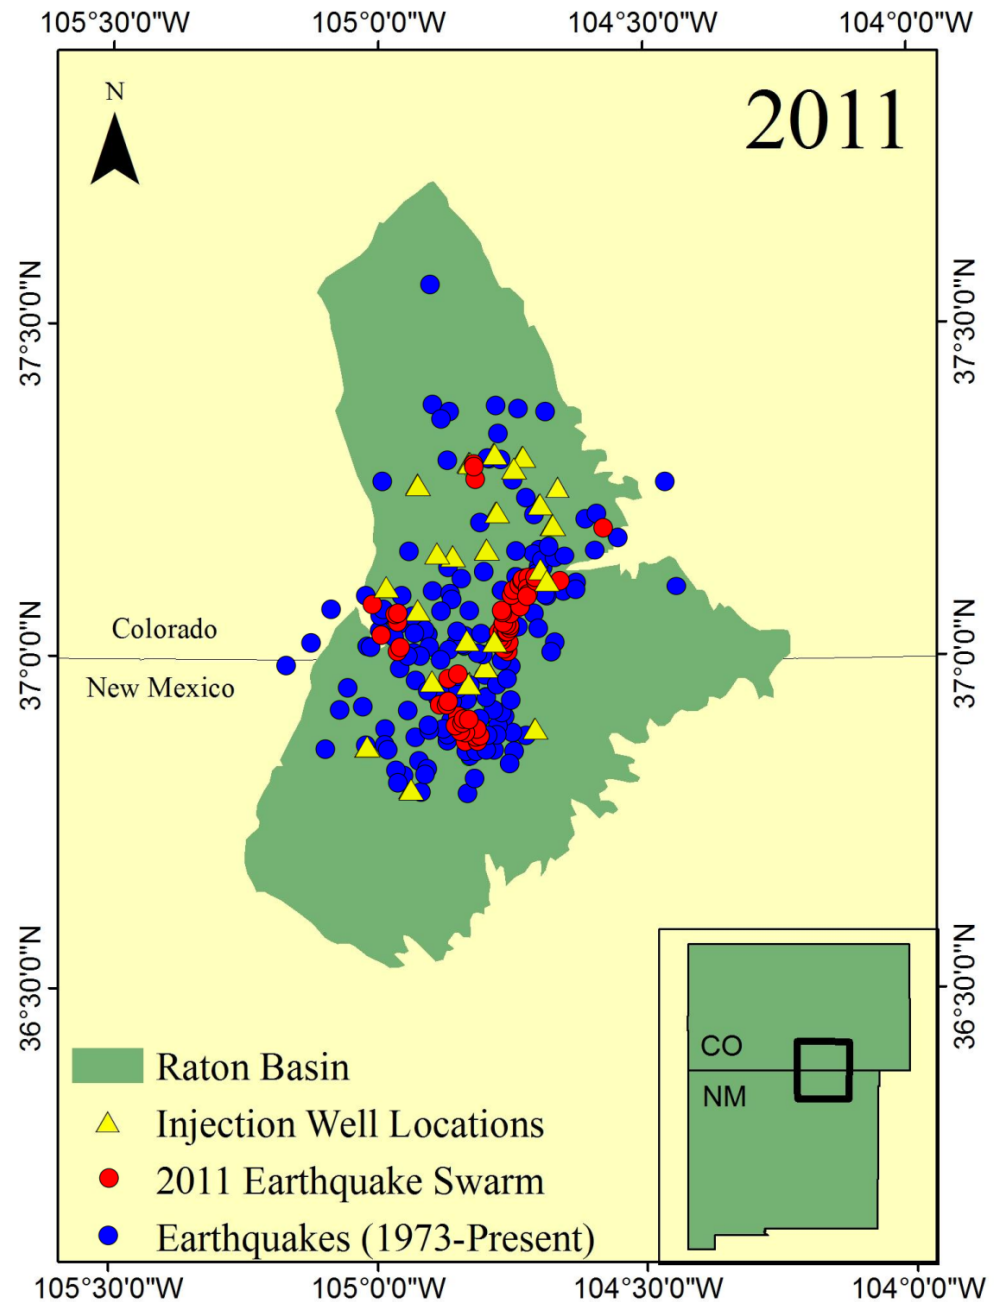 105°30'0"W 105°0'0"W 104°30'0"W 104°0'0"W
N
2011
37°30'0"N 37°30'0"N
Colorado
37°0'0"N 37°0'0"N
New Mexico
36°30'0"N 36°30'0"N
CO
NM
Raton Basin
Injection Well Locations
2011 Earthquake Swarm
Earthquakes (1973-Present)
105°30'0"W 105°0'0"W 104°30'0"W 104°0'0"W